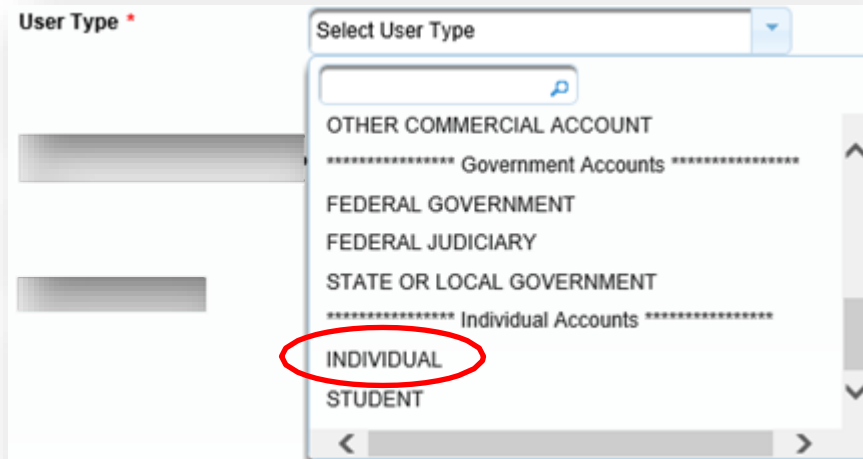 User Type *
Select User Type
OTHER COMMERCIAL ACCOUNT
**************** Government Accounts ****************
FEDERAL GOVERNMENT
FEDERAL JUDICIARY
STATE OR LOCAL GOVERNMENT
**************** Individual Accounts ****************
INDIVIDUAL
STUDENT